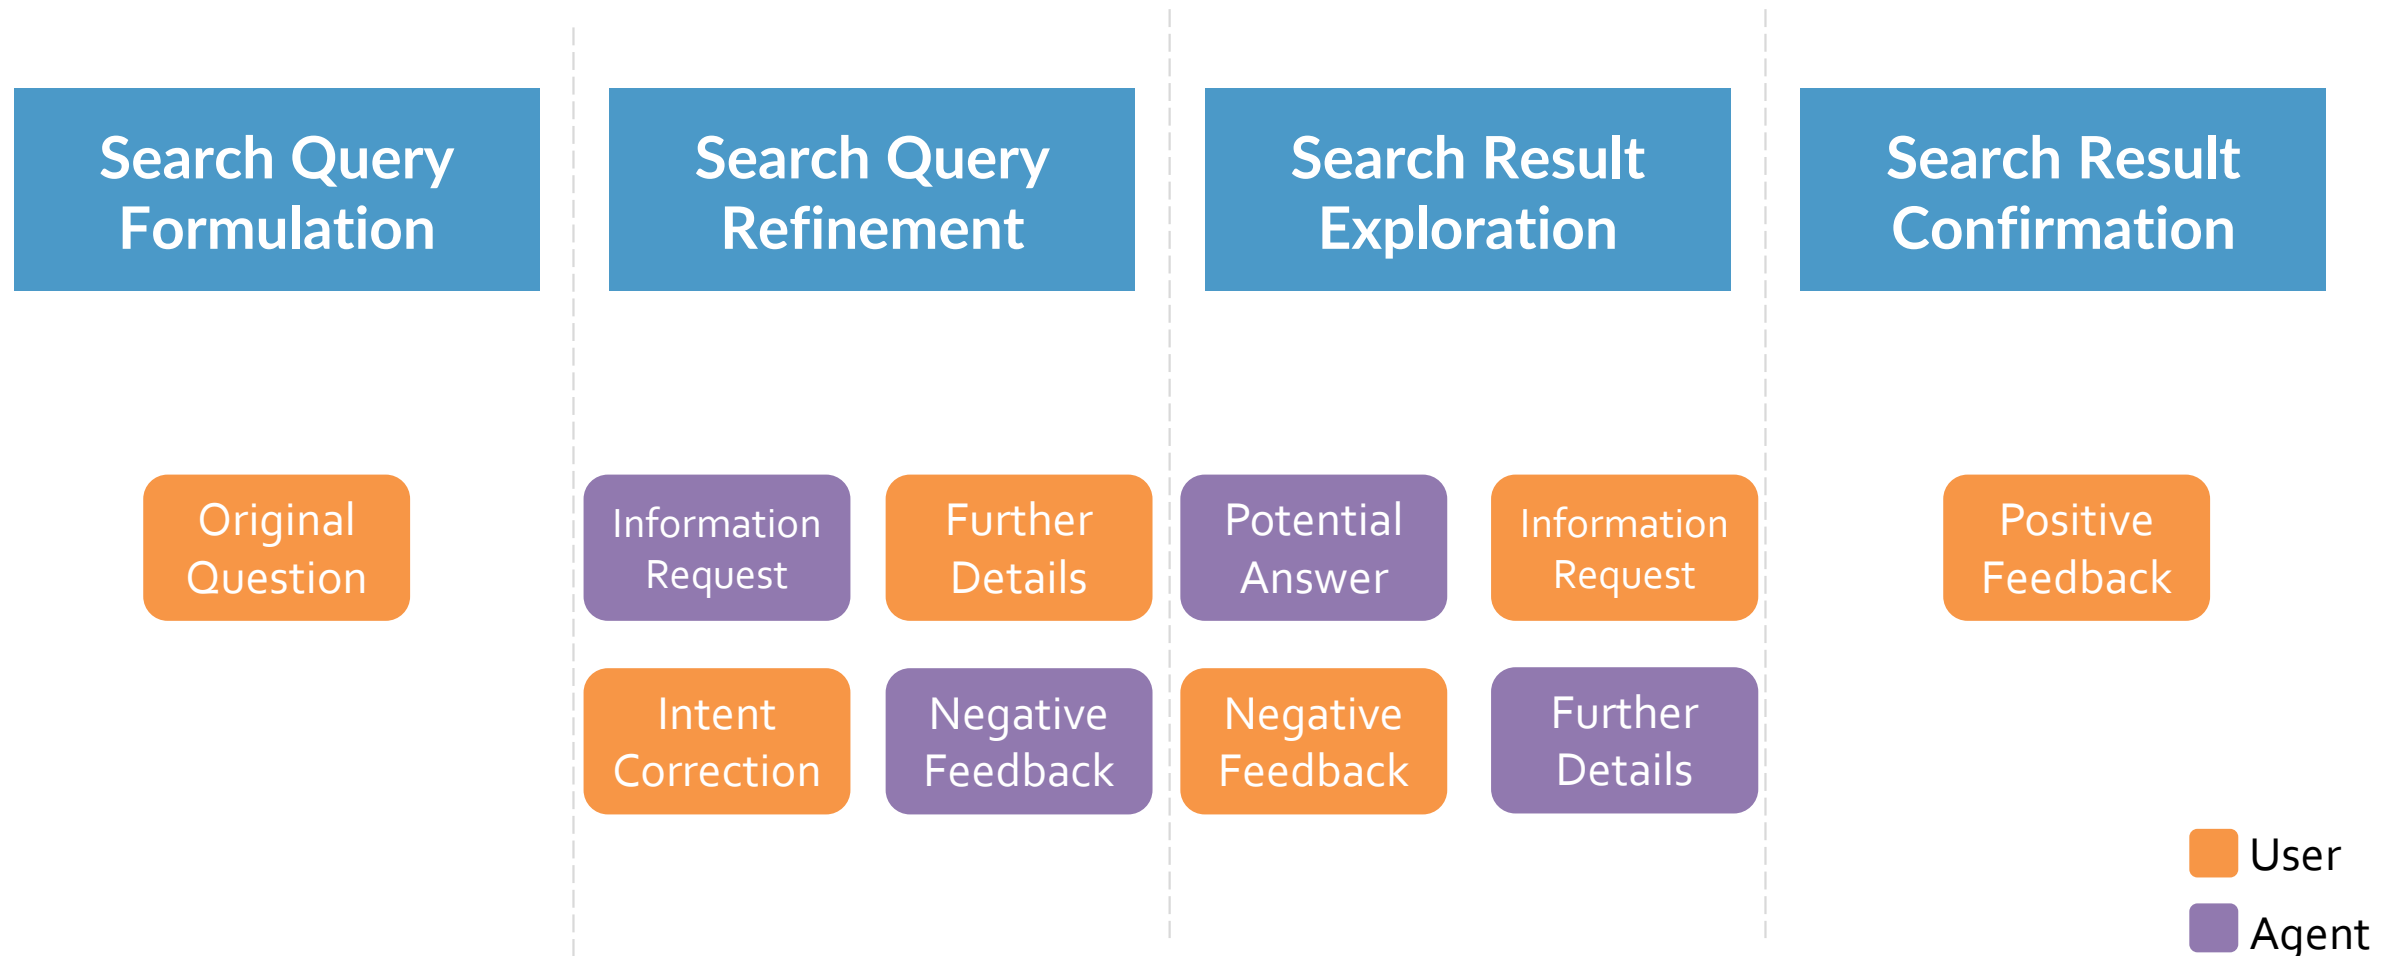 Search Query
Formulation
Search Query
Refinement
Search Result
Exploration
Search Result
Confirmation
Original
Question
Information
Request
Further
Details
Potential
Answer
Information
Request
Positive
Feedback
Intent
Correction
Negative
Feedback
Negative
Feedback
Further
Details
User
Agent